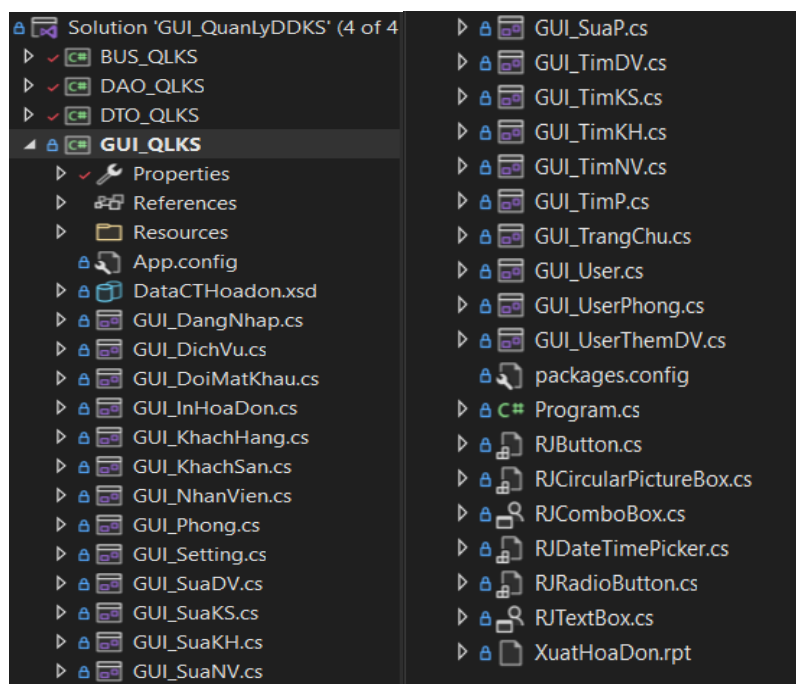 Solution 'GUI_QuanLyDDKS' (4 of 4
BUS_QLKS
DAO_QLKS
DTO_QLKS
GUI_QLKS
Properties
References
Resources
App.config
DataCTHoadon.xsd
GUI_DangNhap.cs
GUI_DichVu.cs
GUI_DoiMatKhau.cs
GUI_InHoaDon.cs
GUI_KhachHang.cs
GUI_KhachSan.cs
GUI_NhanVien.cs
GUI_Phong.cs
GUI_Setting.cs
GUI_SuaDV.cs
GUI_SuaKS.cs
GUI_SuaKH.cs
GUI_SuaNV.cs
GUI_SuaP.cs
GUI_TimDV.cs
GUI_TimKS.cs
GUI_TimKH.cs
GUI_TimNV.cs
GUI_TimP.cs
GUI_TrangChu.cs
GUI_User.cs
GUI_UserPhong.cs
GUI_UserThemDV.cs
packages.config
C# Program.cs
RJButton.cs
RJCircularPictureBox.cs
RJComboBox.cs
RJDateTimePicker.cs
RJRadioButton.cs
RJTextBox.cs
XuatHoaDon.rpt